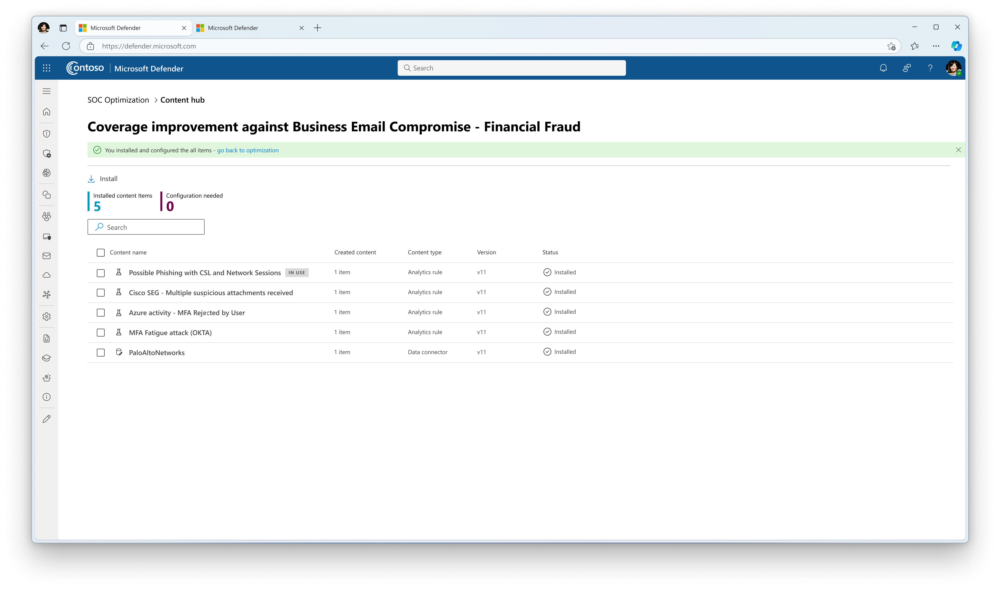 Microsoft Defender
Microsoft Defender
https://defender.microsoft.com
Contoso
Microsoft Defender
Search
SOC Optimization > Content hub
Coverage improvement against Business Email Compromise - Financial Fraud
You installed and configured the all items - go back to optimization
Install
Installed content Items
5
Configuration needed
0
Search
Content name Created content Content type Version Status
Possible Phishing with CSL and Network Sessions IN USE 1 item Analytics rule v11 Installed
Cisco SEG - Multiple suspicious attachments received 1 item Analytics rule v11 Installed
Azure activity - MFA Rejected by User 1 item Analytics rule v11 Installed
MFA Fatigue attack (OKTA) 1 item Analytics rule v11 Installed
PaloAltoNetworks 1 item Data connector v11 Installed